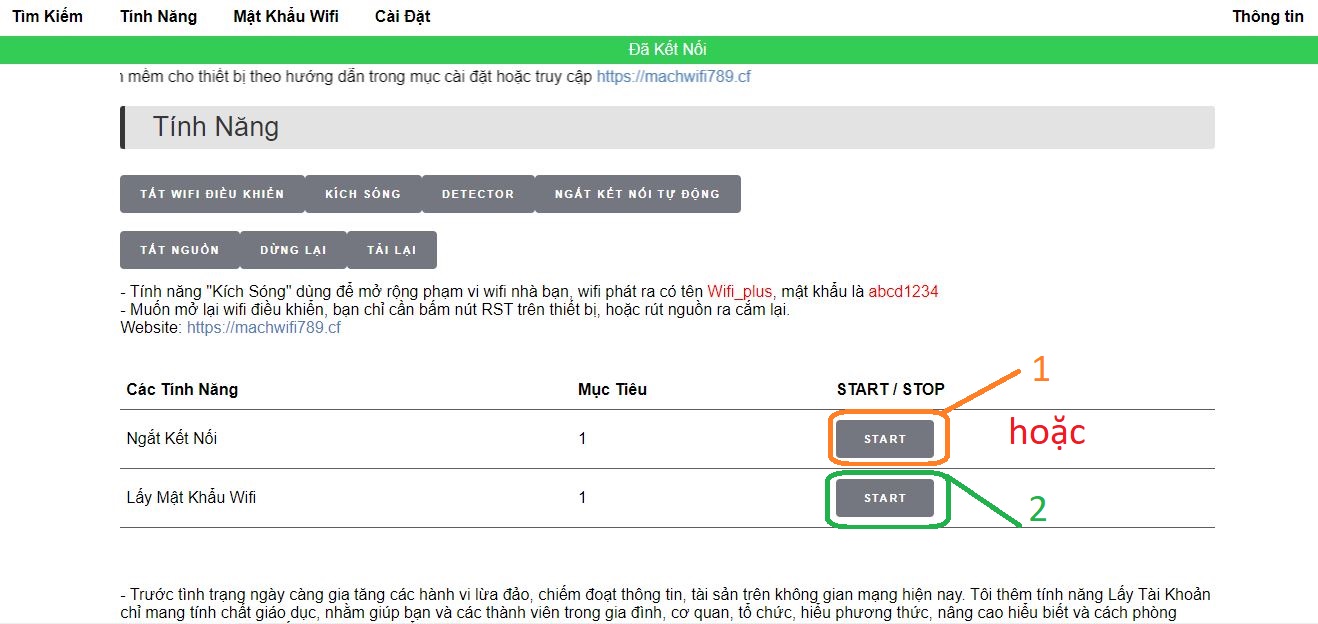 Tìm Kiếm Tính Năng Mật Khẩu Wifi Cài Đặt Thông tin
Đã Kết Nối
mềm cho thiết bị theo hướng dẫn trong mục cài đặt hoặc truy cập https://machwifi789.cf
Tính Năng
TẮT WIFI ĐIỀU KHIỂN KÍCH SÓNG DETECTOR NGẮT KẾT NỐI TỰ ĐỘNG
TẮT NGUỒN DỪNG LẠI TẢI LẠI
- Tính năng "Kích Sóng" dùng để mở rộng phạm vi wifi nhà bạn, wifi phát ra có tên Wifi_plus, mật khẩu là abcd1234
- Muốn mở lại wifi điều khiển, bạn chỉ cần bấm nút RST trên thiết bị, hoặc rút nguồn ra cắm lại.
Website: https://machwifi789.cf
Các Tính Năng Mục Tiêu START / STOP
1
Ngắt Kết Nối 1 START hoặc
Lấy Mật Khẩu Wifi 1 START 2
- Trước tình trạng ngày càng gia tăng các hành vi lừa đảo, chiếm đoạt thông tin, tài sản trên không gian mạng hiện nay. Tôi thêm tính năng Lấy Tài Khoản
chỉ mang tính chất giáo dục, nhằm giúp bạn và các thành viên trong gia đình, cơ quan, tổ chức, hiểu phương thức, nâng cao hiểu biết và cách phòng